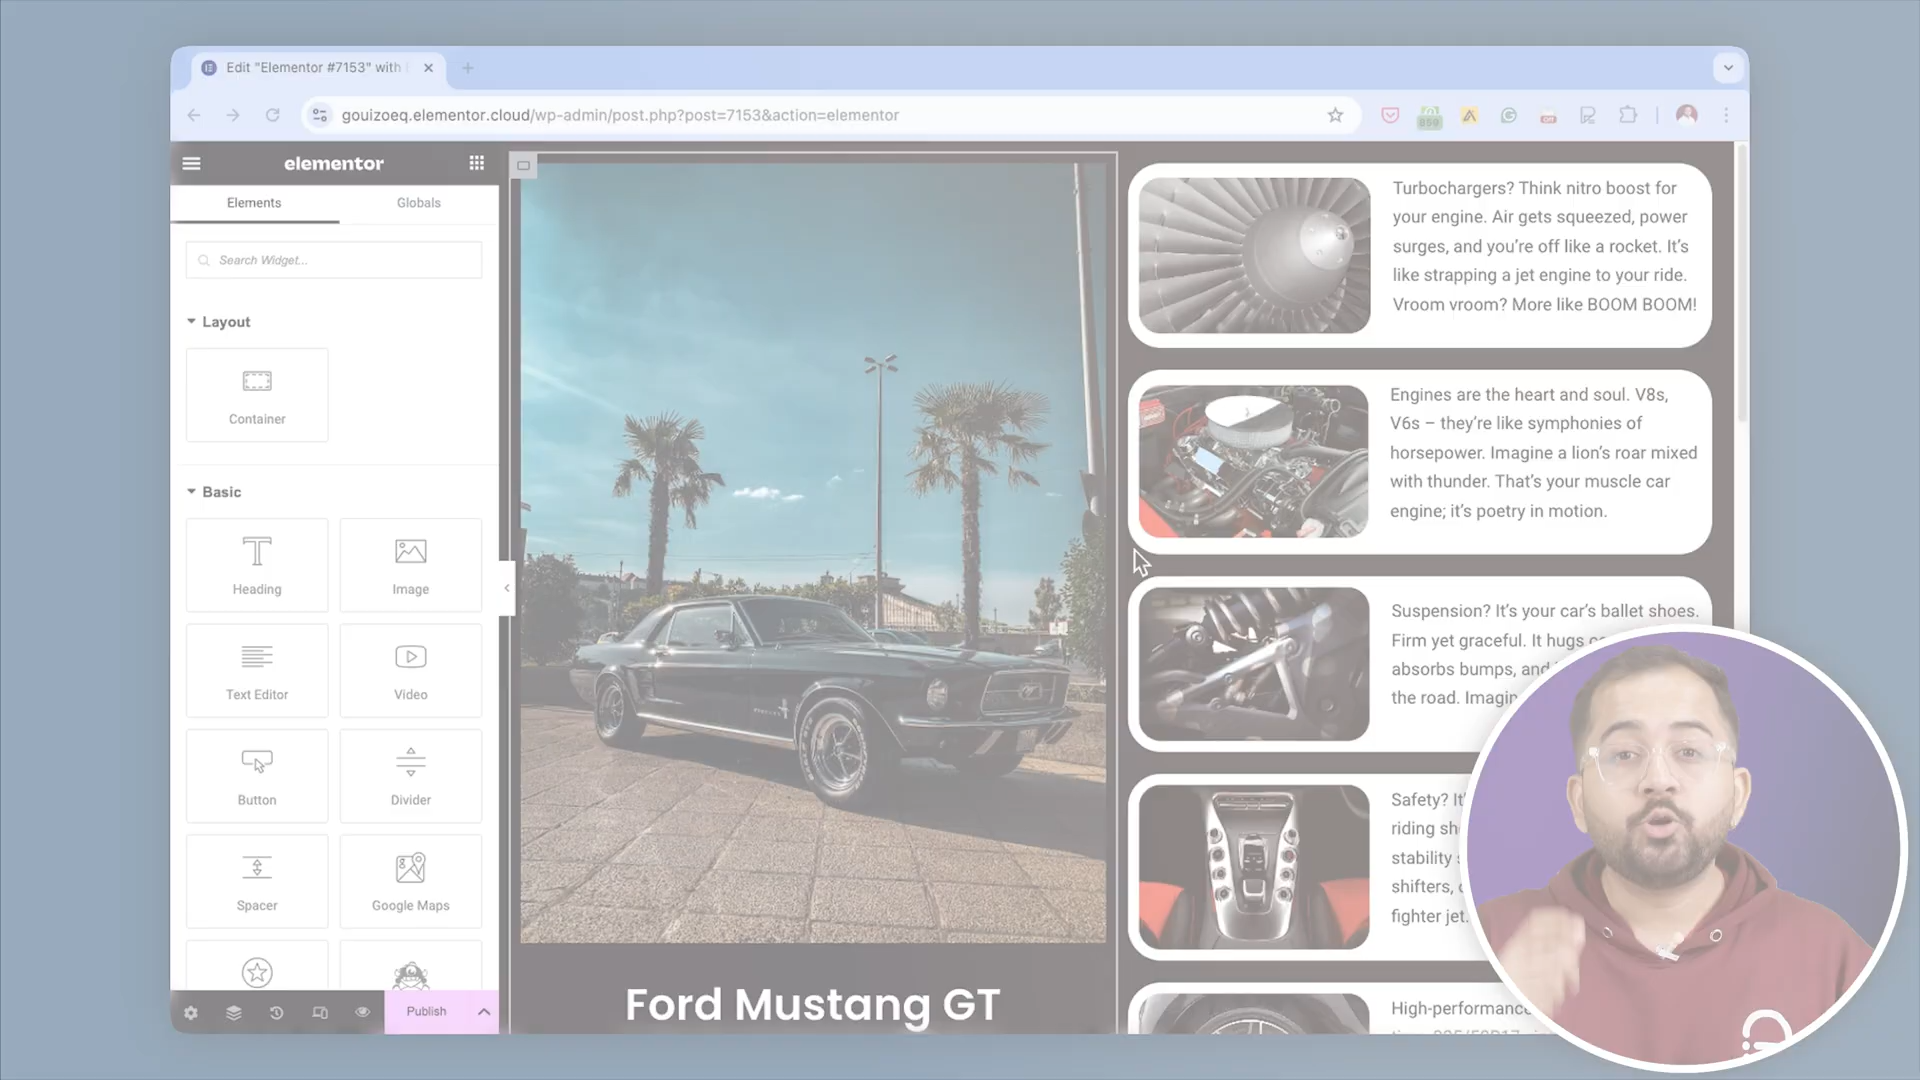 Edit "Elementor #7153" with
gouizoeq.elementor.cloud/wp-admin/post.php?post=7153&action=elementor
859
elementor
Elements
Globals
Search Widget...
Layout
Container
Basic
Heading
Image
Text Editor
Video
Button
Divider
Spacer
Google Maps
Publish
Ford Mustang GT
Turbochargers? Think nitro boost for
your engine. Air gets squeezed, power
surges, and you’re off like a rocket. It’s
like strapping a jet engine to your ride.
Vroom vroom? More like BOOM BOOM!
Engines are the heart and soul. V8s,
V6s – they’re like symphonies of
horsepower. Imagine a lion’s roar mixed
with thunder. That’s your muscle car
engine; it’s poetry in motion.
Suspension? It’s your car’s ballet shoes.
Firm yet graceful. It hugs
absorbs bumps, and
the road.
Safety?
riding
stability
shifters,
fighter jet.
High-performance